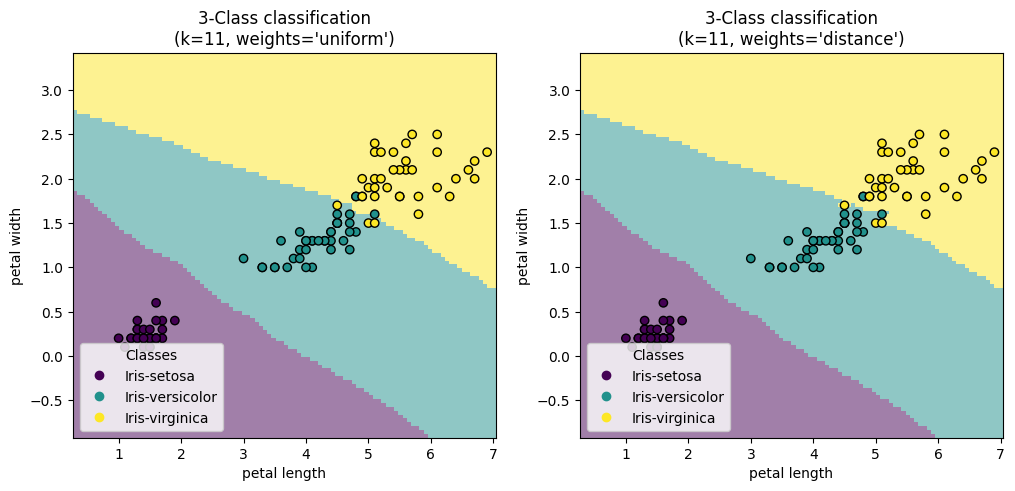 3-Class classification
(k=11, weights='uniform')
3.0
2.5
2.0
1.5
1.0
0.5
0.0
−0.5
petal width
Classes
Iris-setosa
Iris-versicolor
Iris-virginica
1 2 3 4 5 6 7
petal length
3-Class classification
(k=11, weights='distance')
3.0
2.5
2.0
1.5
1.0
0.5
0.0
−0.5
petal width
Classes
Iris-setosa
Iris-versicolor
Iris-virginica
1 2 3 4 5 6 7
petal length